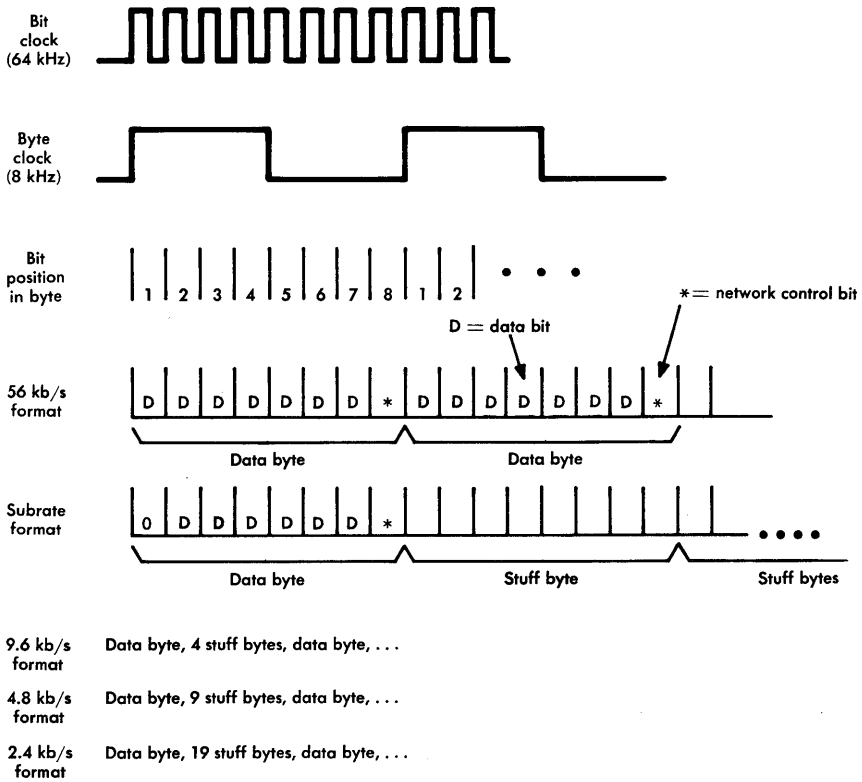 Bit
clock
(64 kHz)
Byte
clock
(8 kHz)
Bit
position
in byte
1 2 3 4 5 6 7 8 1 2 • • •
* = network control bit
D = data bit
56 kb/s
format
D D D D D D D * D D D D D D D *
Data byte Data byte
Subrate
format
0 D D D D D D * • • • •
Data byte Stuff byte Stuff bytes
9.6 kb/s Data byte, 4 stuff bytes, data byte, . . .
format
4.8 kb/s Data byte, 9 stuff bytes, data byte, . . .
format
2.4 kb/s Data byte, 19 stuff bytes, data byte, . . .
format